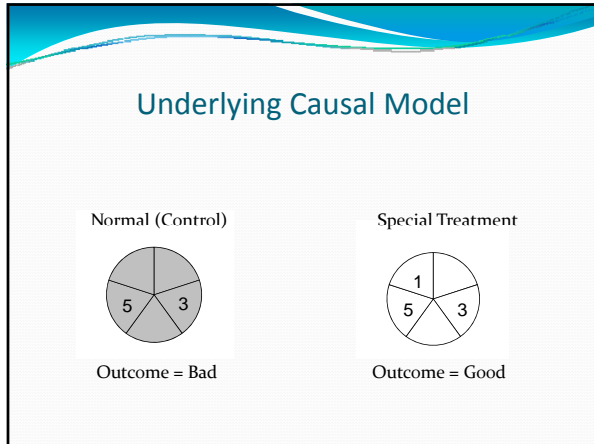 Underlying Causal Model
Normal (Control)
5 3
Outcome = Bad
Special Treatment
1
5 3
Outcome = Good